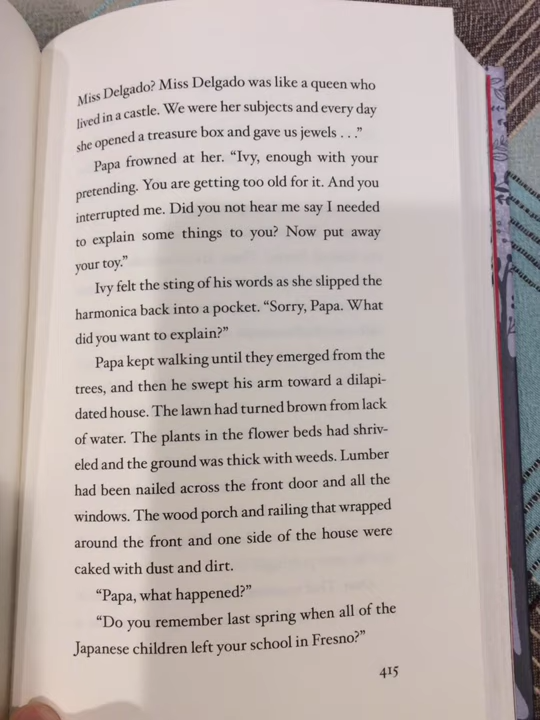 Miss Delgado? Miss Delgado was like a queen who
lived in a castle. We were her subjects and every day
she opened a treasure box and gave us jewels . . .”
Papa frowned at her. “Ivy, enough with your
pretending. You are getting too old for it. And you
interrupted me. Did you not hear me say I needed
to explain some things to you? Now put away
your toy.”
Ivy felt the sting of his words as she slipped the
harmonica back into a pocket. “Sorry, Papa. What
did you want to explain?”
Papa kept walking until they emerged from the
trees, and then he swept his arm toward a dilapi-
dated house. The lawn had turned brown from lack
of water. The plants in the flower beds had shriv-
eled and the ground was thick with weeds. Lumber
had been nailed across the front door and all the
windows. The wood porch and railing that wrapped
around the front and one side of the house were
caked with dust and dirt.
“Papa, what happened?”
“Do you remember last spring when all of the
Japanese children left your school in Fresno?”
415